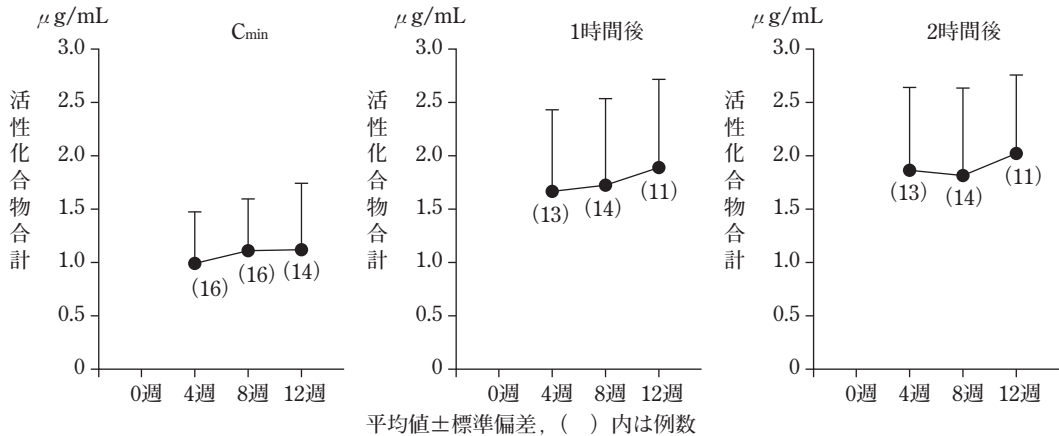 μg/mL
Cmin
活性化合物合計
3.0
2.5
2.0
1.5
1.0
0.5
0
(16)
(16)
(14)
0週 4週 8週 12週
μg/mL
1時間後
活性化合物合計
3.0
2.5
2.0
1.5
1.0
0.5
0
(13)
(14)
(11)
0週 4週 8週 12週
μg/mL
2時間後
活性化合物合計
3.0
2.5
2.0
1.5
1.0
0.5
0
(13)
(14)
(11)
0週 4週 8週 12週
平均値±標準偏差,( )内は例数